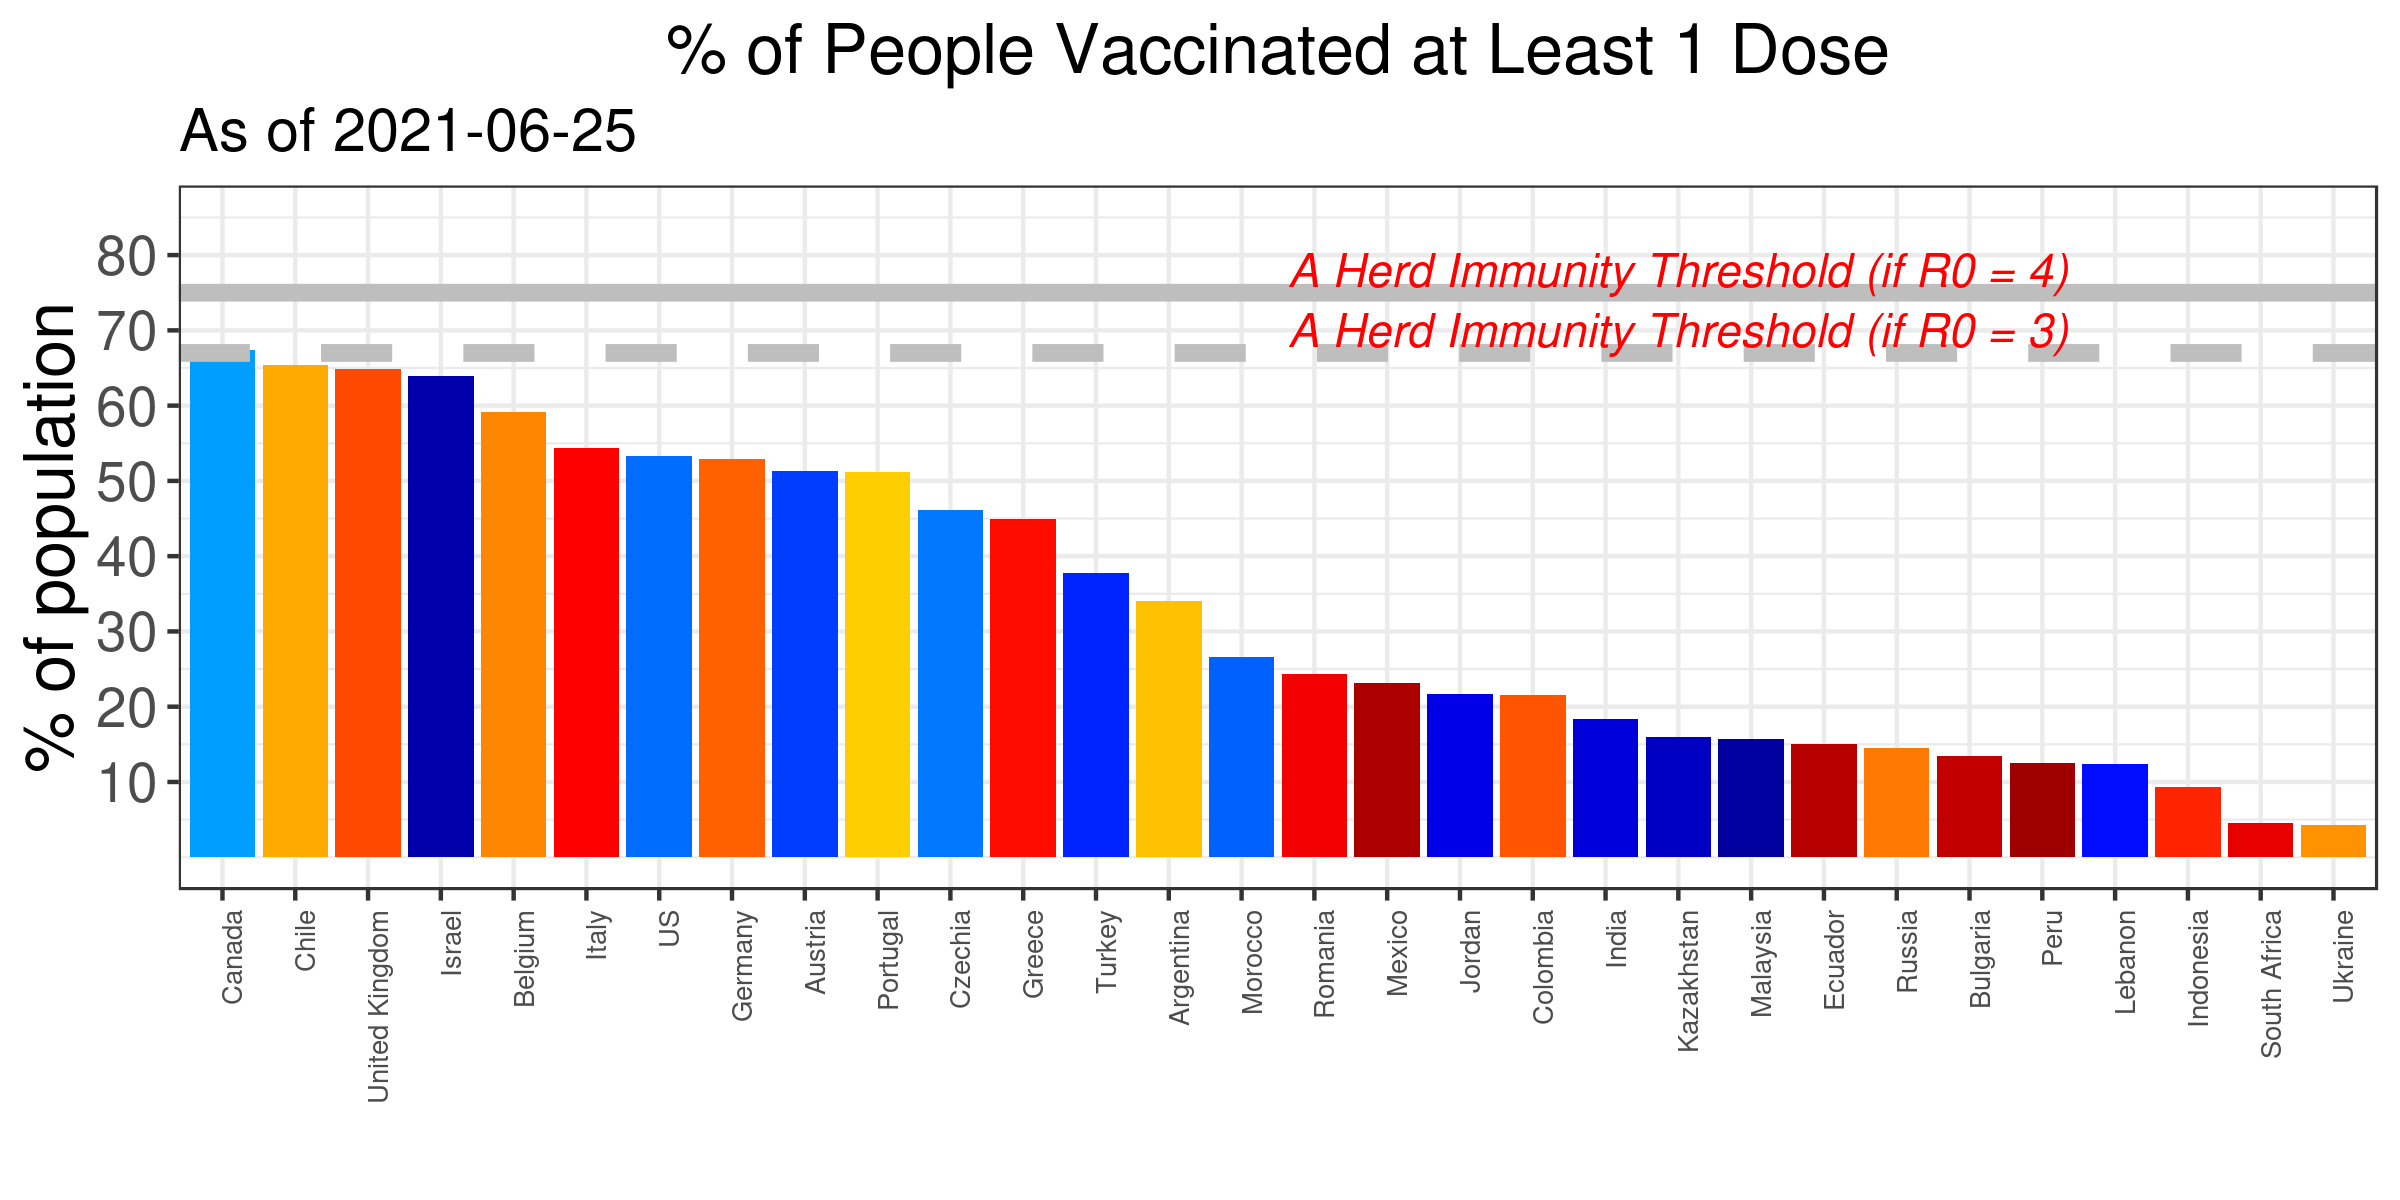 % of People Vaccinated at Least 1 Dose
As of 2021-06-25
% of population
80
70
60
50
40
30
20
10
A Herd Immunity Threshold (if R0 = 4)
A Herd Immunity Threshold (if R0 = 3)
Canada
Chile
United Kingdom
Israel
Belgium
Italy
US
Germany
Austria
Portugal
Czechia
Greece
Turkey
Argentina
Morocco
Romania
Mexico
Jordan
Colombia
India
Kazakhstan
Malaysia
Ecuador
Russia
Bulgaria
Peru
Lebanon
Indonesia
South Africa
Ukraine